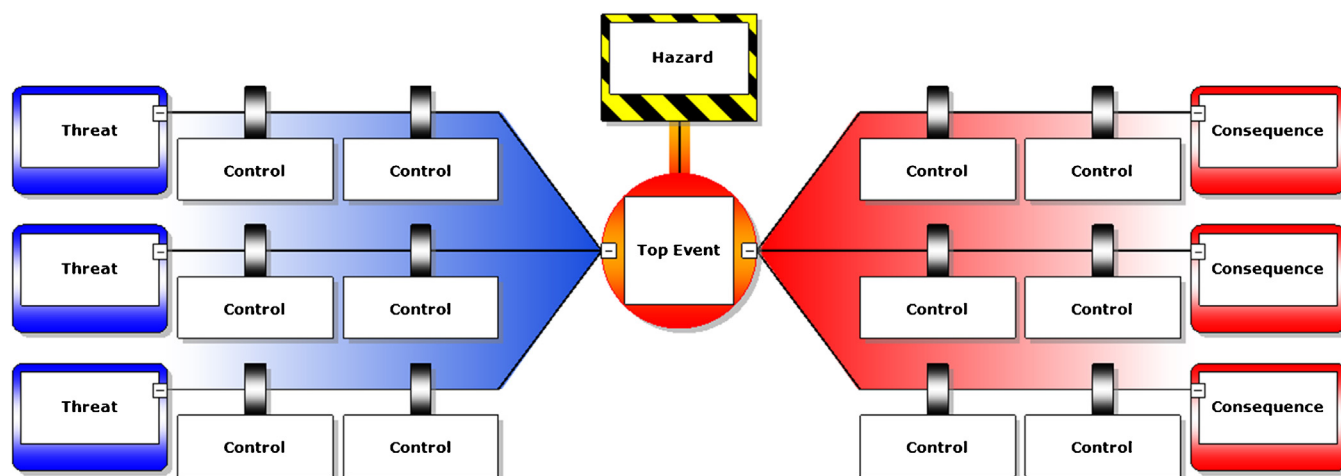 Hazard
Threat
Control
Control
Control
Control
Consequence
Threat
Control
Control
Top Event
Control
Control
Consequence
Threat
Control
Control
Control
Control
Consequence